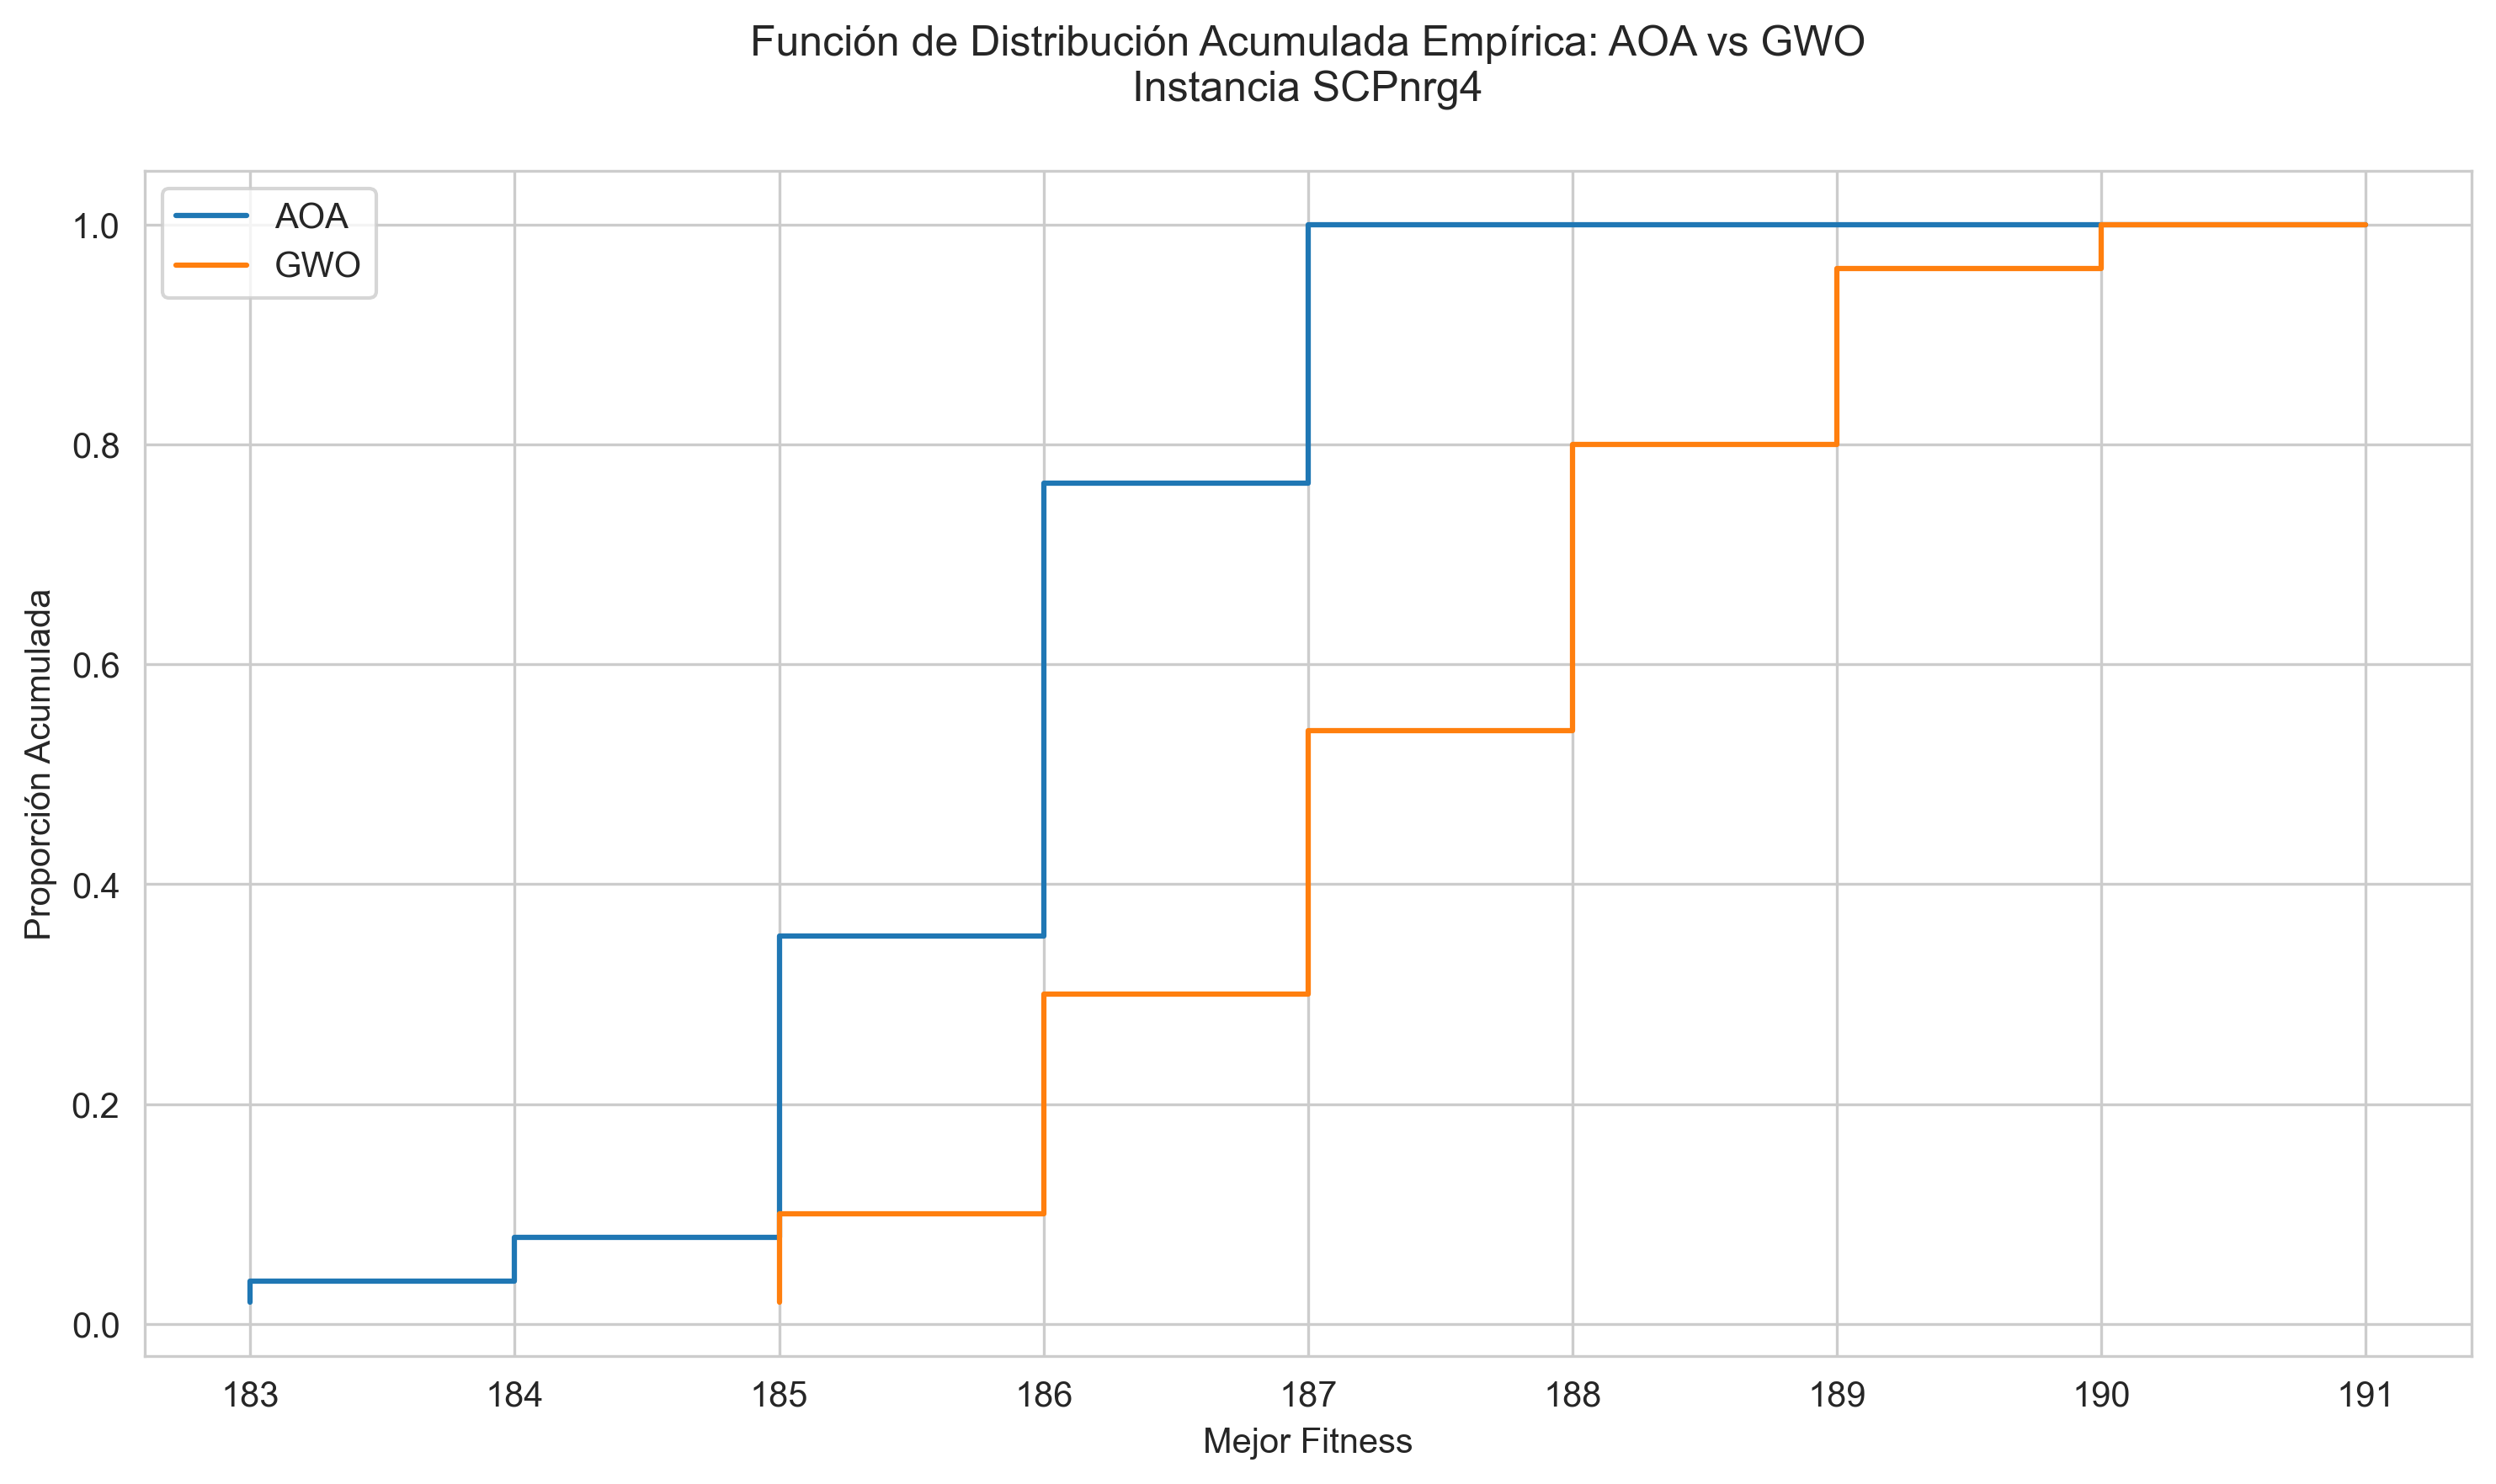 Función de Distribución Acumulada Empírica: AOA vs GWO
Instancia SCPnrg4
AOA
GWO
1.0
0.8
0.6
0.4
0.2
0.0
Proporción Acumulada
183 184 185 186 187 188 189 190 191
Mejor Fitness